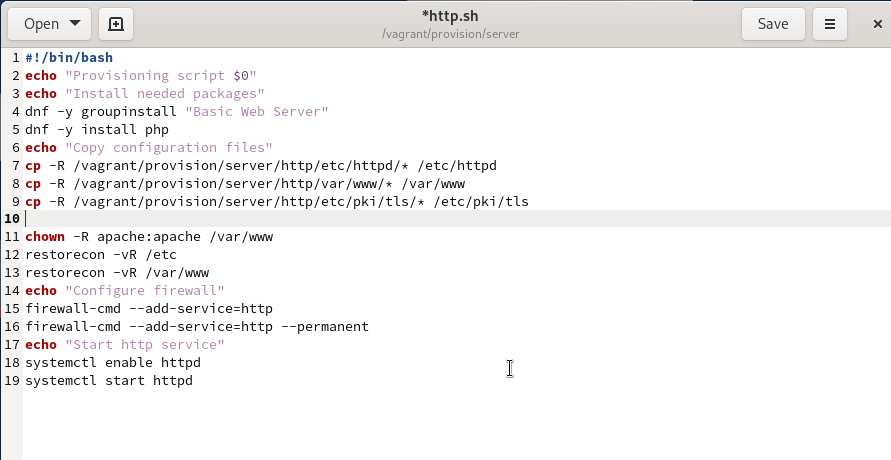 Open
*http.sh
/vagrant/provision/server
Save
1 #!/bin/bash
2 echo "Provisioning script $0"
3 echo "Install needed packages"
4 dnf -y groupinstall "Basic Web Server"
5 dnf -y install php
6 echo "Copy configuration files"
7 cp -R /vagrant/provision/server/http/etc/httpd/* /etc/httpd
8 cp -R /vagrant/provision/server/http/var/www/* /var/www
9 cp -R /vagrant/provision/server/http/etc/pki/tls/* /etc/pki/tls
10
11 chown -R apache:apache /var/www
12 restorecon -vR /etc
13 restorecon -vR /var/www
14 echo "Configure firewall"
15 firewall-cmd --add-service=http
16 firewall-cmd --add-service=http --permanent
17 echo "Start http service"
18 systemctl enable httpd
19 systemctl start httpd